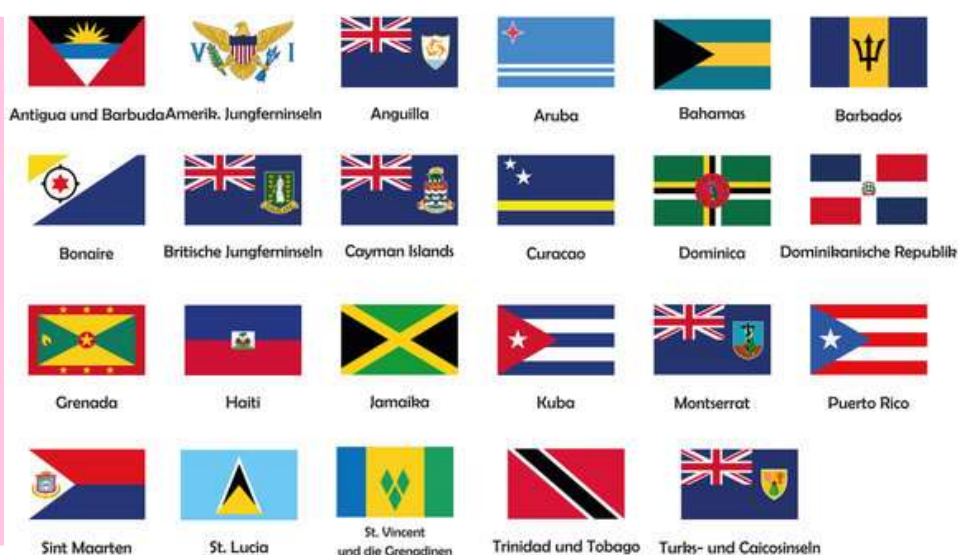 V I
Antigua und Barbuda Amerik. Jungferninseln Anguilla Aruba Bahamas Barbados
Bonaire Britische Jungferninseln Cayman Islands Curacao Dominica Dominikanische Republik
Grenada Haiti Jamaika Kuba Montserrat Puerto Rico
Sint Maarten St. Lucia St. Vincent
und die Grenadinen Trinidad und Tobago Turks- und Caicosinseln